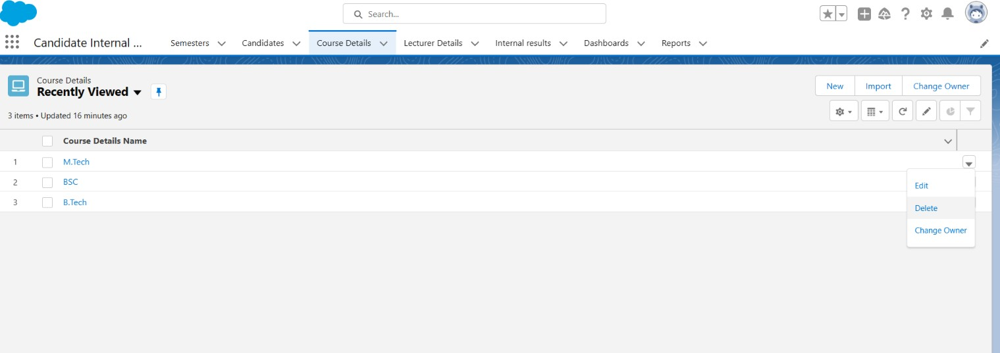 Search...
Candidate Internal ... Semesters Candidates Course Details Lecturer Details Internal results Dashboards Reports
Course Details
Recently Viewed
New Import Change Owner
3 items • Updated 16 minutes ago
Course Details Name
1 M.Tech
2 BSC
3 B.Tech
Edit
Delete
Change Owner